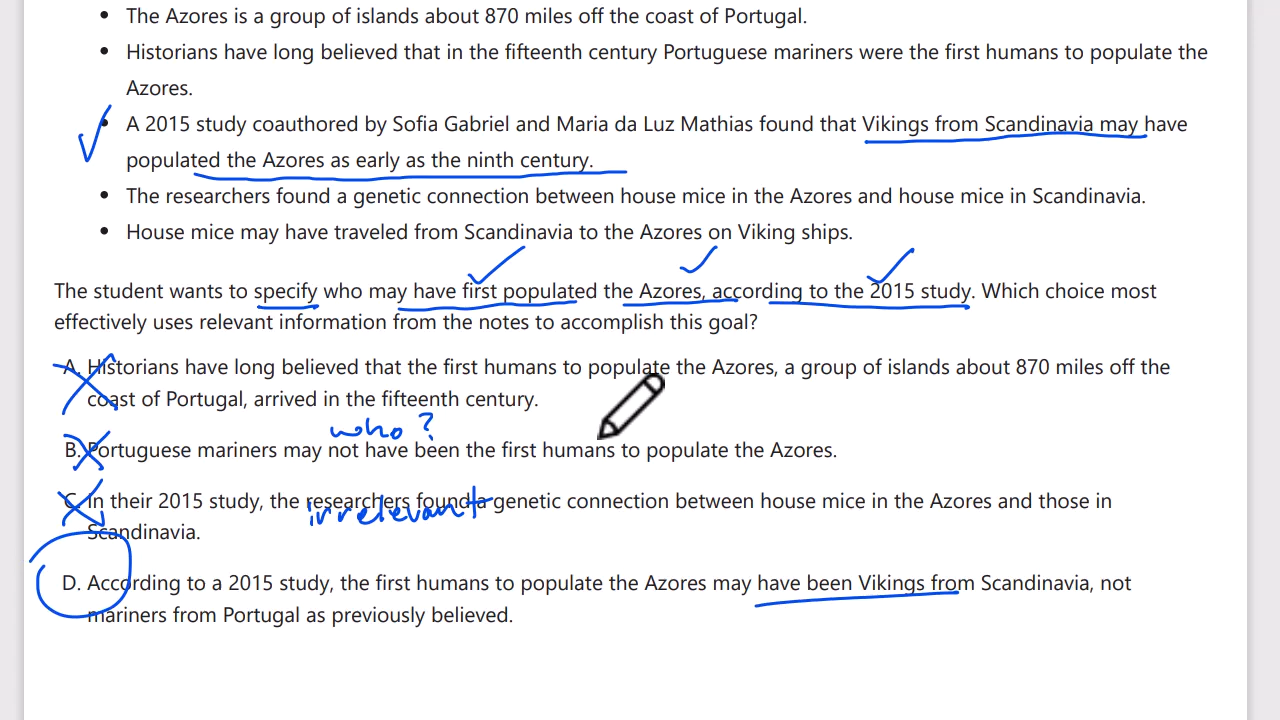 • The Azores is a group of islands about 870 miles off the coast of Portugal.
• Historians have long believed that in the fifteenth century Portuguese mariners were the first humans to populate the
Azores.
• A 2015 study coauthored by Sofia Gabriel and Maria da Luz Mathias found that Vikings from Scandinavia may have
populated the Azores as early as the ninth century.
• The researchers found a genetic connection between house mice in the Azores and house mice in Scandinavia.
• House mice may have traveled from Scandinavia to the Azores on Viking ships.
The student wants to specify who may have first populated the Azores, according to the 2015 study. Which choice most
effectively uses relevant information from the notes to accomplish this goal?
A. Historians have long believed that the first humans to populate the Azores, a group of islands about 870 miles off the
coast of Portugal, arrived in the fifteenth century.
who ?
B. Portuguese mariners may not have been the first humans to populate the Azores.
C. In their 2015 study, the researchers found a genetic connection between house mice in the Azores and those in
irrelevant
Scandinavia.
D. According to a 2015 study, the first humans to populate the Azores may have been Vikings from Scandinavia, not
mariners from Portugal as previously believed.